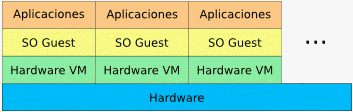 Aplicaciones Aplicaciones Aplicaciones
SO Guest SO Guest SO Guest ...
Hardware VM Hardware VM Hardware VM
Hardware